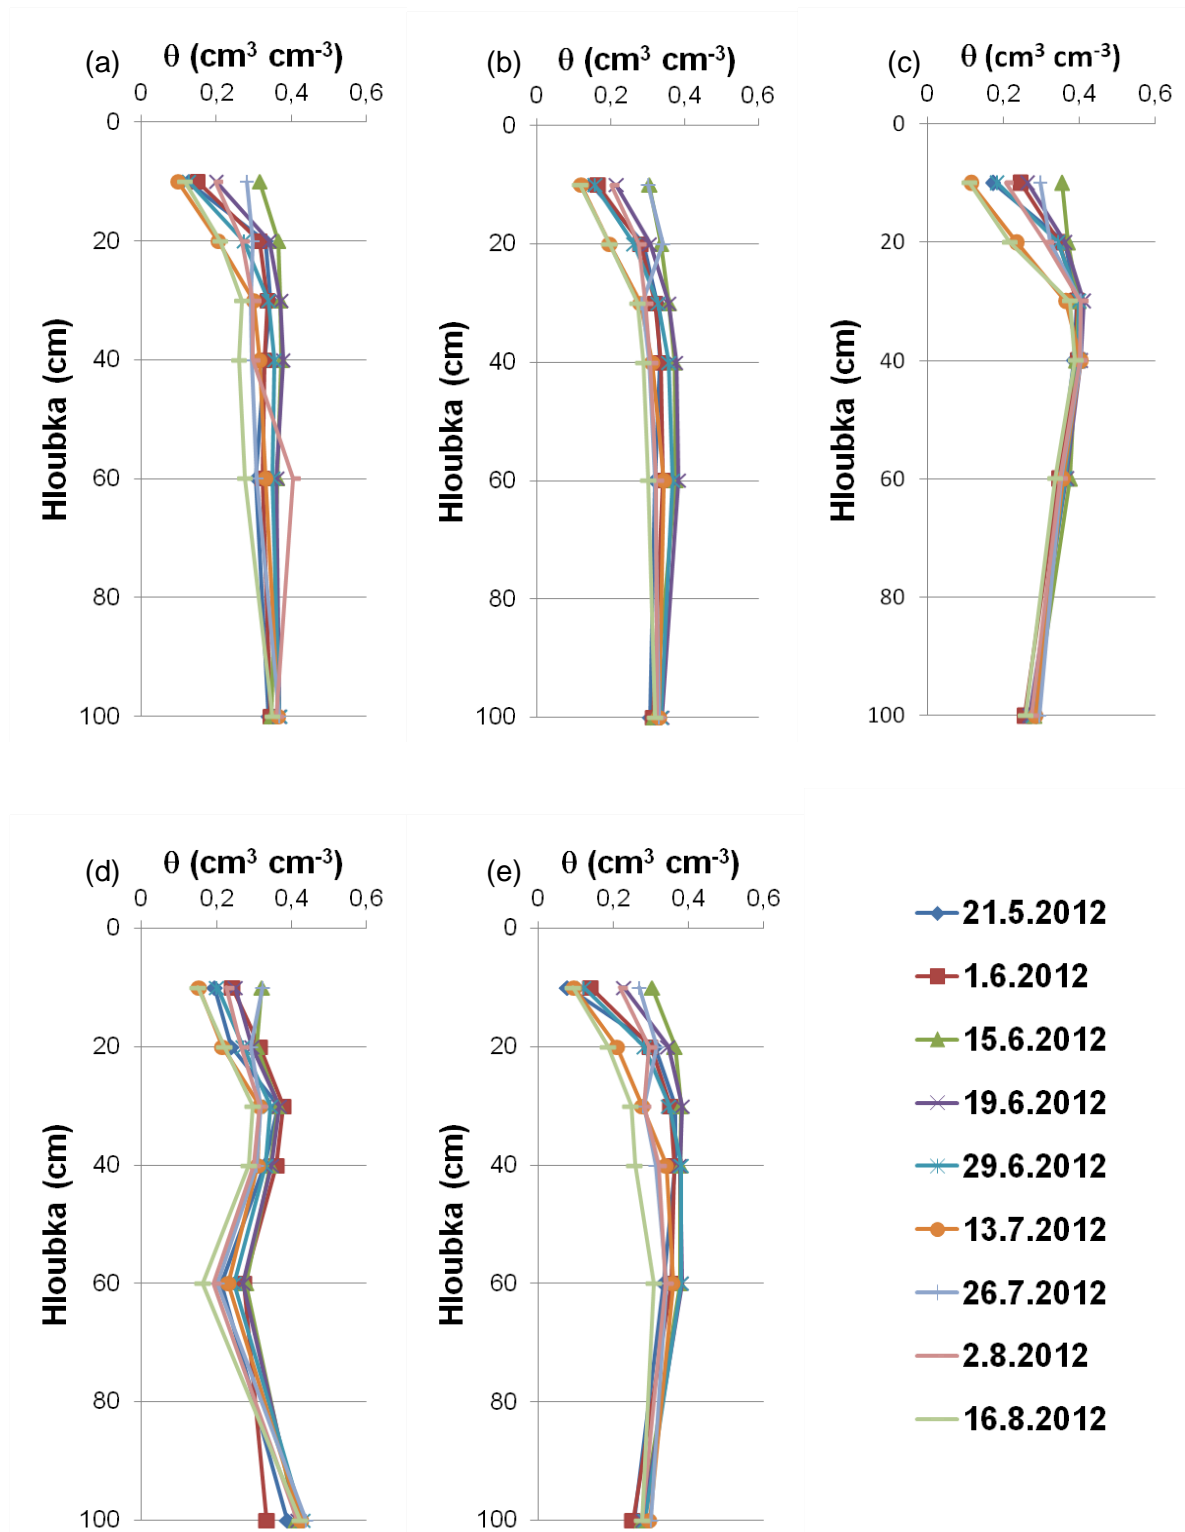 (a) θ (cm³ cm⁻³)
0 0,2 0,4 0,6
0
20
40
60
80
100
Hloubka (cm)
(b) θ (cm³ cm⁻³)
0 0,2 0,4 0,6
0
20
40
60
80
100
Hloubka (cm)
(c) θ (cm³ cm⁻³)
0 0,2 0,4 0,6
0
20
40
60
80
100
Hloubka (cm)
(d) θ (cm³ cm⁻³)
0 0,2 0,4 0,6
0
20
40
60
80
100
Hloubka (cm)
(e) θ (cm³ cm⁻³)
0 0,2 0,4 0,6
0
20
40
60
80
100
Hloubka (cm)
21.5.2012
1.6.2012
15.6.2012
19.6.2012
29.6.2012
13.7.2012
26.7.2012
2.8.2012
16.8.2012